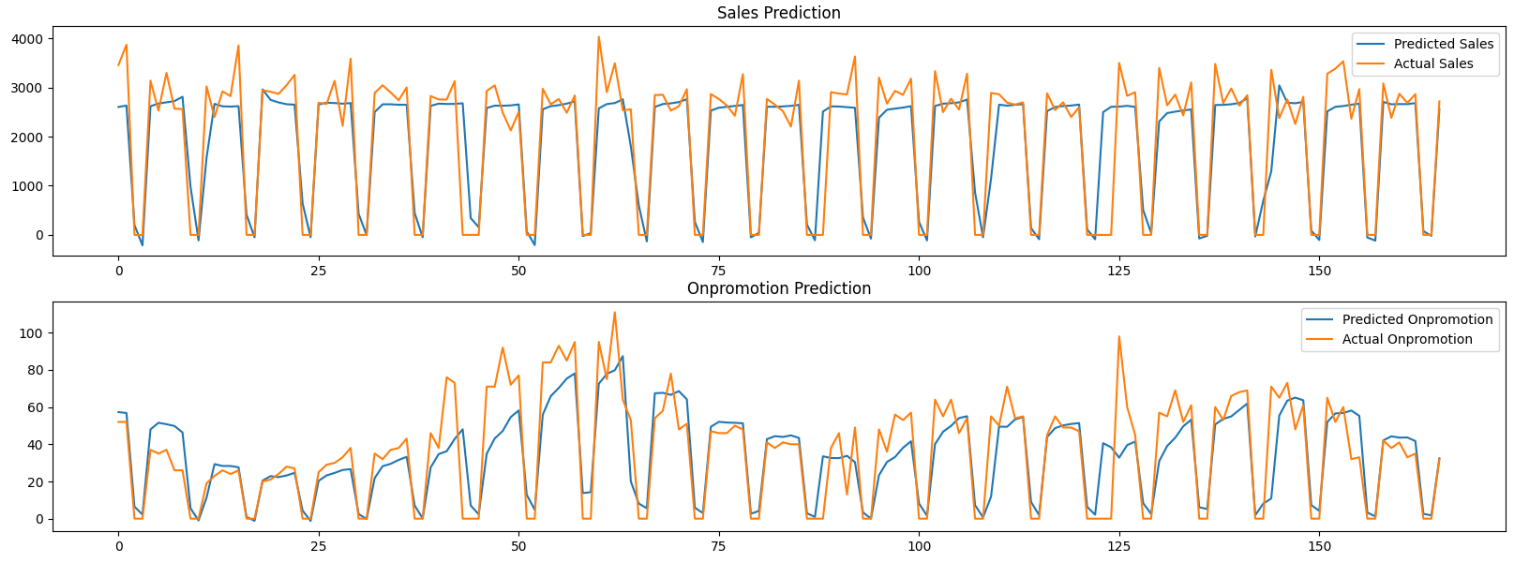 Sales Prediction
4000
3000
2000
1000
0
Predicted Sales
Actual Sales
0 25 50 75 100 125 150
Onpromotion Prediction
100
80
60
40
20
0
Predicted Onpromotion
Actual Onpromotion
0 25 50 75 100 125 150